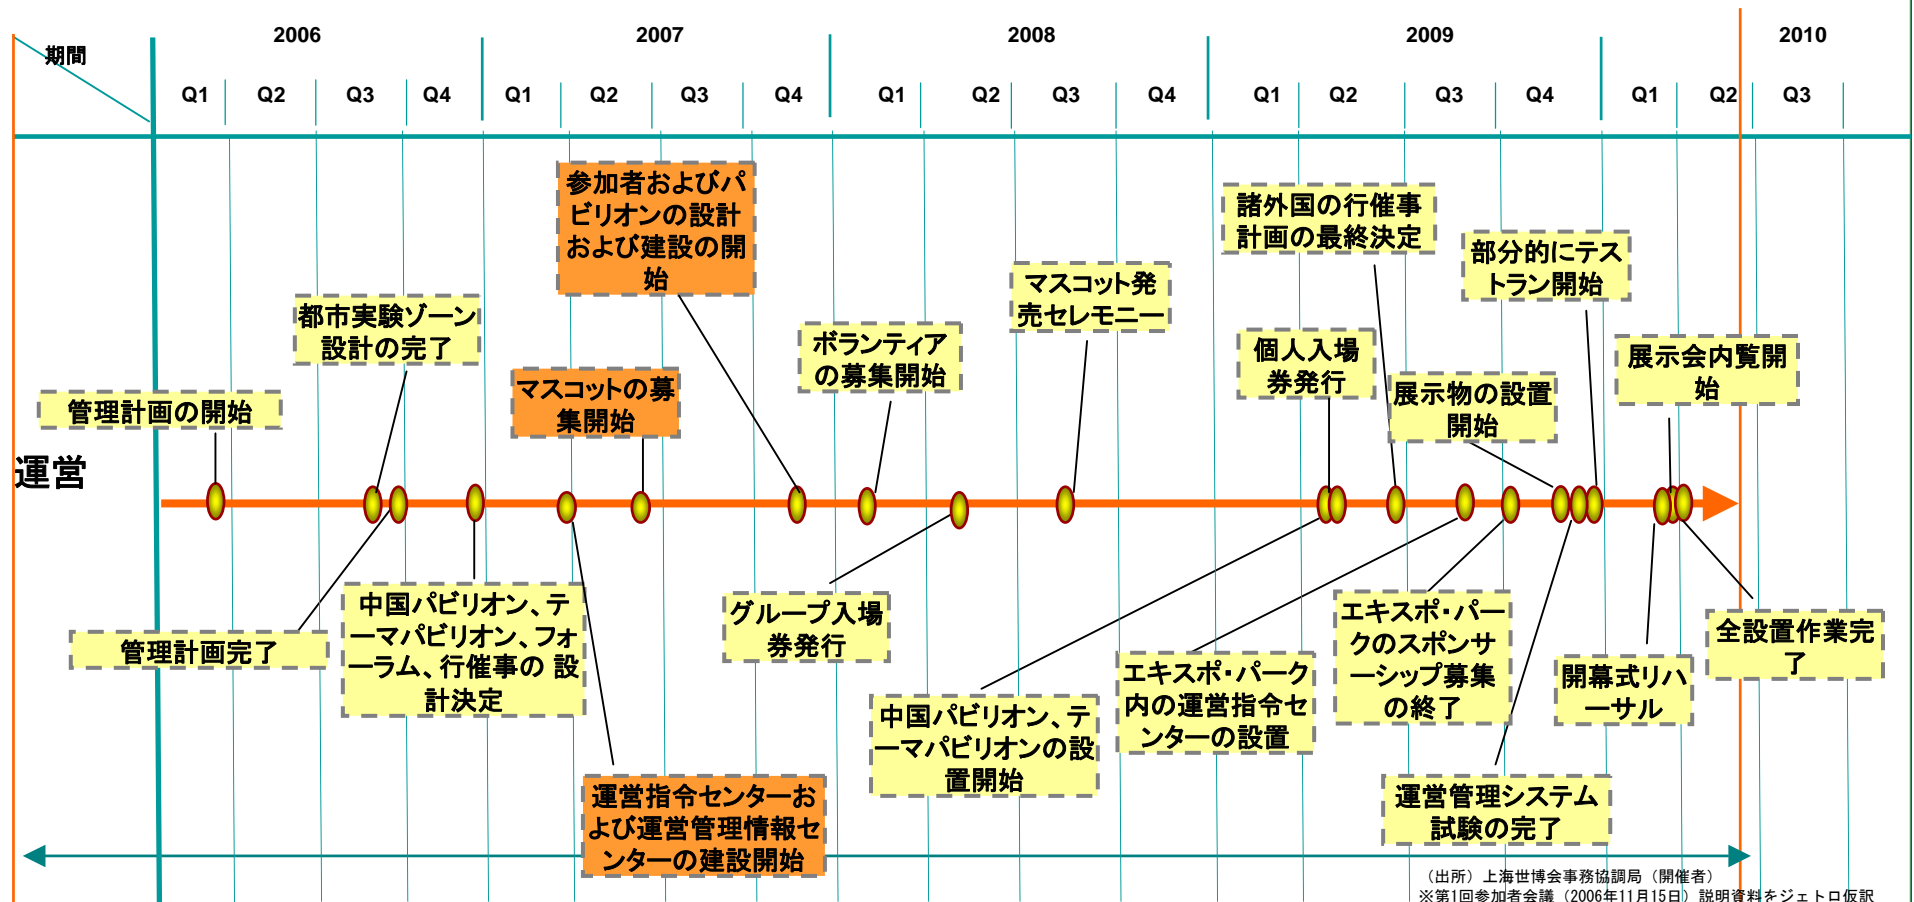 期間
2006
2007
2008
2009
2010
Q1 Q2 Q3 Q4 Q1 Q2 Q3 Q4 Q1 Q2 Q3 Q4 Q1 Q2 Q3 Q4 Q1 Q2 Q3
運営
管理計画の開始
都市実験ゾーン
設計の完了
参加者およびパ
ビリオンの設計
および建設の開
始
マスコットの募
集開始
ボランティア
の募集開始
マスコット発
売セレモニー
諸外国の行催事
計画の最終決定
個人入場
券発行
展示物の設置
開始
部分的にテス
トラン開始
展示会内覧開
始
管理計画完了
中国パビリオン、テ
ーマパビリオン、フォ
ーラム、行催事の 設
計決定
運営指令センターお
よび運営管理情報セ
ンターの建設開始
グループ入場
券発行
中国パビリオン、テ
ーマパビリオンの設
置開始
エキスポ・パーク
内の運営指令セ
ンターの設置
エキスポ・パー
クのスポンサ
ーシップ募集
の終了
運営管理システム
試験の完了
開幕式リハ
ーサル
全設置作業完
了
（出所）上海世博会事務協調局（開催者）
※第1回参加者会議（2006年11月15日）説明資料をジェトロ仮訳